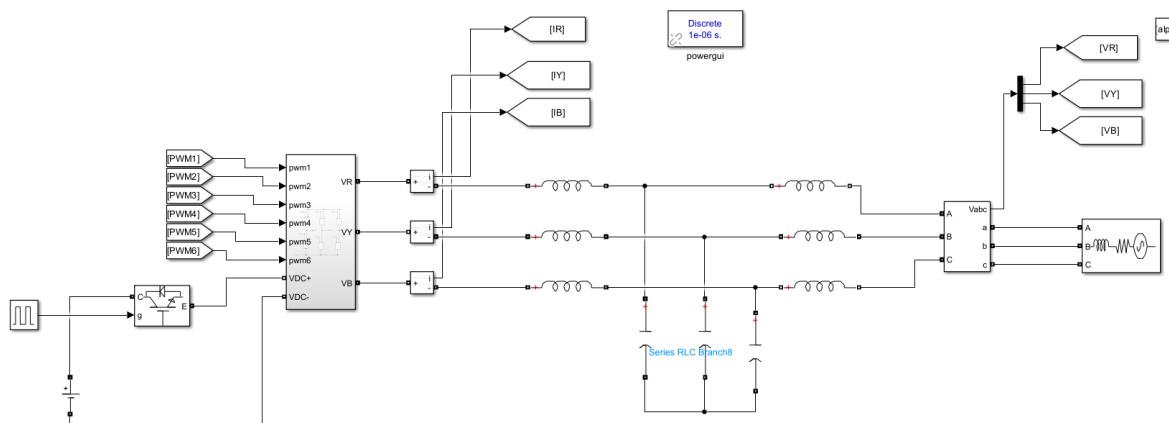 [IR]
[IY]
[IB]
Discrete
1e-06 s.
powergui
[VR]
[VY]
[VB]
[PWM1]
[PWM2]
[PWM3]
[PWM4]
[PWM5]
[PWM6]
pwm1
pwm2
pwm3
pwm4
pwm5
pwm6
VDC+
VDC-
VR
VY
VB
+ i -
+ i -
+ i -
C
g
E
+
Series RLC Branch8
Vabc
A
B
C
a
b
c
A
B
C